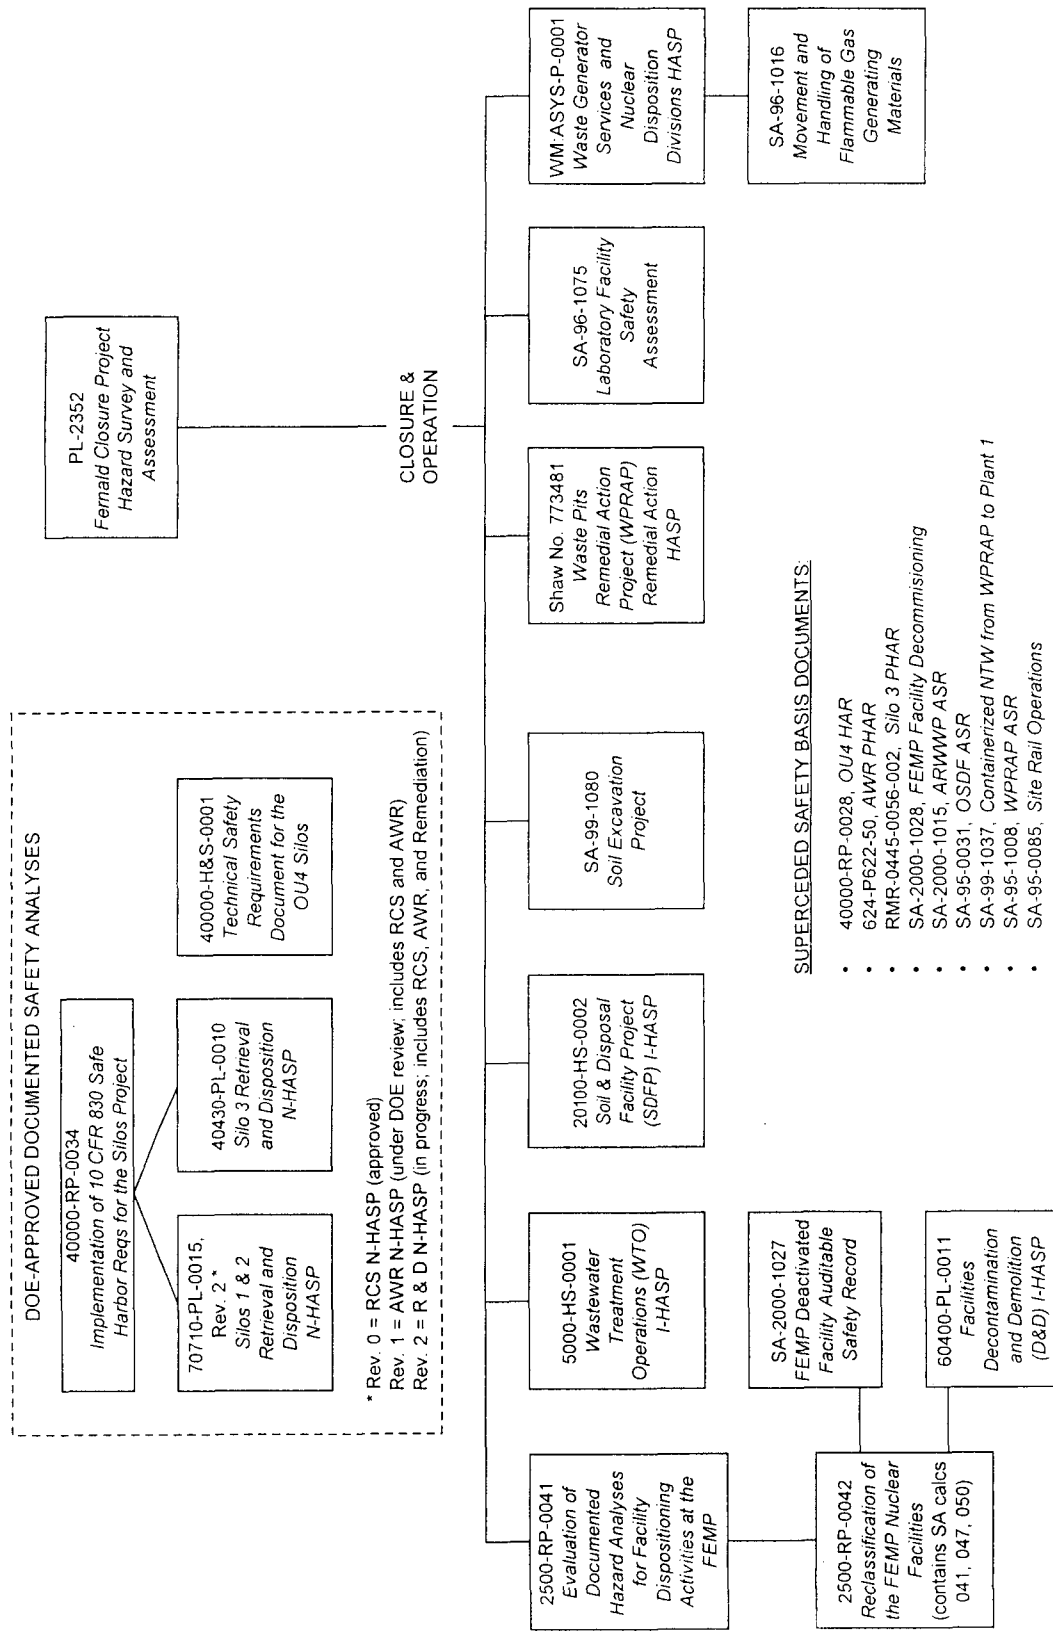 DOE-APPROVED DOCUMENTED SAFETY ANALYSES
40000-RP-0034
Implementation of 10 CFR 830 Safe
Harbor Reqs for the Silos Project
70710-PL-0015,
Rev. 2 *
Silos 1 & 2
Retrieval and
Disposition
N-HASP
40430-PL-0010
Silo 3 Retrieval
and Disposition
N-HASP
40000-H&S-0001
Technical Safety
Requirements
Document for the
OU4 Silos
* Rev. 0 = RCS N-HASP (approved)
Rev. 1 = AWR N-HASP (under DOE review; includes RCS and AWR)
Rev. 2 = R & D N-HASP (in progress; includes RCS, AWR, and Remediation)
PL-2352
Fernald Closure Project
Hazard Survey and
Assessment
CLOSURE &
OPERATION
2500-RP-0041
Evaluation of
Documented
Hazard Analyses
for Facility
Dispositioning
Activities at the
FEMP
5000-HS-0001
Wastewater
Treatment
Operations (WTO)
I-HASP
20100-HS-0002
Soil & Disposal
Facility Project
(SDFP) I-HASP
SA-99-1080
Soil Excavation
Project
Shaw No. 773481
Waste Pits
Remedial Action
Project (WPRAP)
Remedial Action
HASP
SA-96-1075
Laboratory Facility
Safety
Assessment
WM:ASYS-P-0001
Waste Generator
Services and
Nuclear
Disposition
Divisions HASP
2500-RP-0042
Reclassification of
the FEMP Nuclear
Facilities
(contains SA calcs
041, 047, 050)
SA-2000-1027
FEMP Deactivated
Facility Auditable
Safety Record
60400-PL-0011
Facilities
Decontamination
and Demolition
(D&D) I-HASP
SA-96-1016
Movement and
Handling of
Flammable Gas
Generating
Materials
SUPERCEDED SAFETY BASIS DOCUMENTS:
• 40000-RP-0028, OU4 HAR
• 624-P622-50, AWR PHAR
• RMR-0445-0056-002, Silo 3 PHAR
• SA-2000-1028, FEMP Facility Decommisioning
• SA-2000-1015, ARWWP ASR
• SA-95-0031, OSDF ASR
• SA-99-1037, Containerized NTW from WPRAP to Plant 1
• SA-95-1008, WPRAP ASR
• SA-95-0085, Site Rail Operations